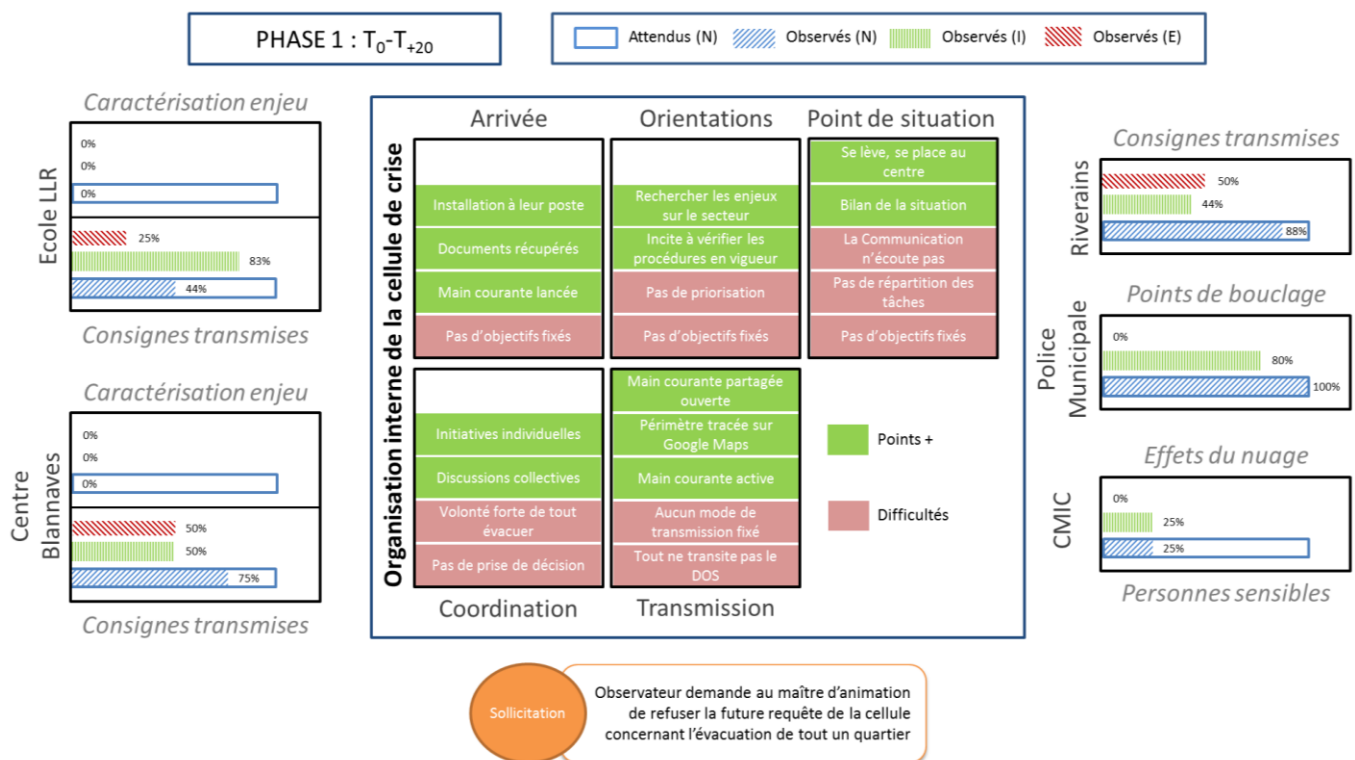 PHASE 1 : T0-T+20
Attendus (N)
Observés (N)
Observés (I)
Observés (E)
Caractérisation enjeu
Ecole LLR
0%
0%
0%
25%
83%
44%
Consignes transmises
Caractérisation enjeu
Centre
Blannaves
0%
0%
0%
50%
50%
75%
Consignes transmises
Organisation interne de la cellule de crise
Arrivée
Installation à leur poste
Documents récupérés
Main courante lancée
Pas d'objectifs fixés
Orientations
Rechercher les enjeux
sur le secteur
Incite à vérifier les
procédures en vigueur
Pas de priorisation
Pas d'objectifs fixés
Point de situation
Se lève, se place au
centre
Bilan de la situation
La Communication
n'écoute pas
Pas de répartition des
tâches
Pas d'objectifs fixés
Initiatives individuelles
Discussions collectives
Volonté forte de tout
évacuer
Pas de prise de décision
Coordination
Main courante partagée
ouverte
Périmètre tracée sur
Google Maps
Main courante active
Aucun mode de
transmission fixé
Tout ne transite pas le
DOS
Transmission
Points +
Difficultés
Consignes transmises
Riverains
50%
44%
88%
Points de bouclage
Police
Municipale
0%
80%
100%
Effets du nuage
CMIC
0%
25%
25%
Personnes sensibles
Sollicitation
Observateur demande au maître d'animation
de refuser la future requête de la cellule
concernant l'évacuation de tout un quartier